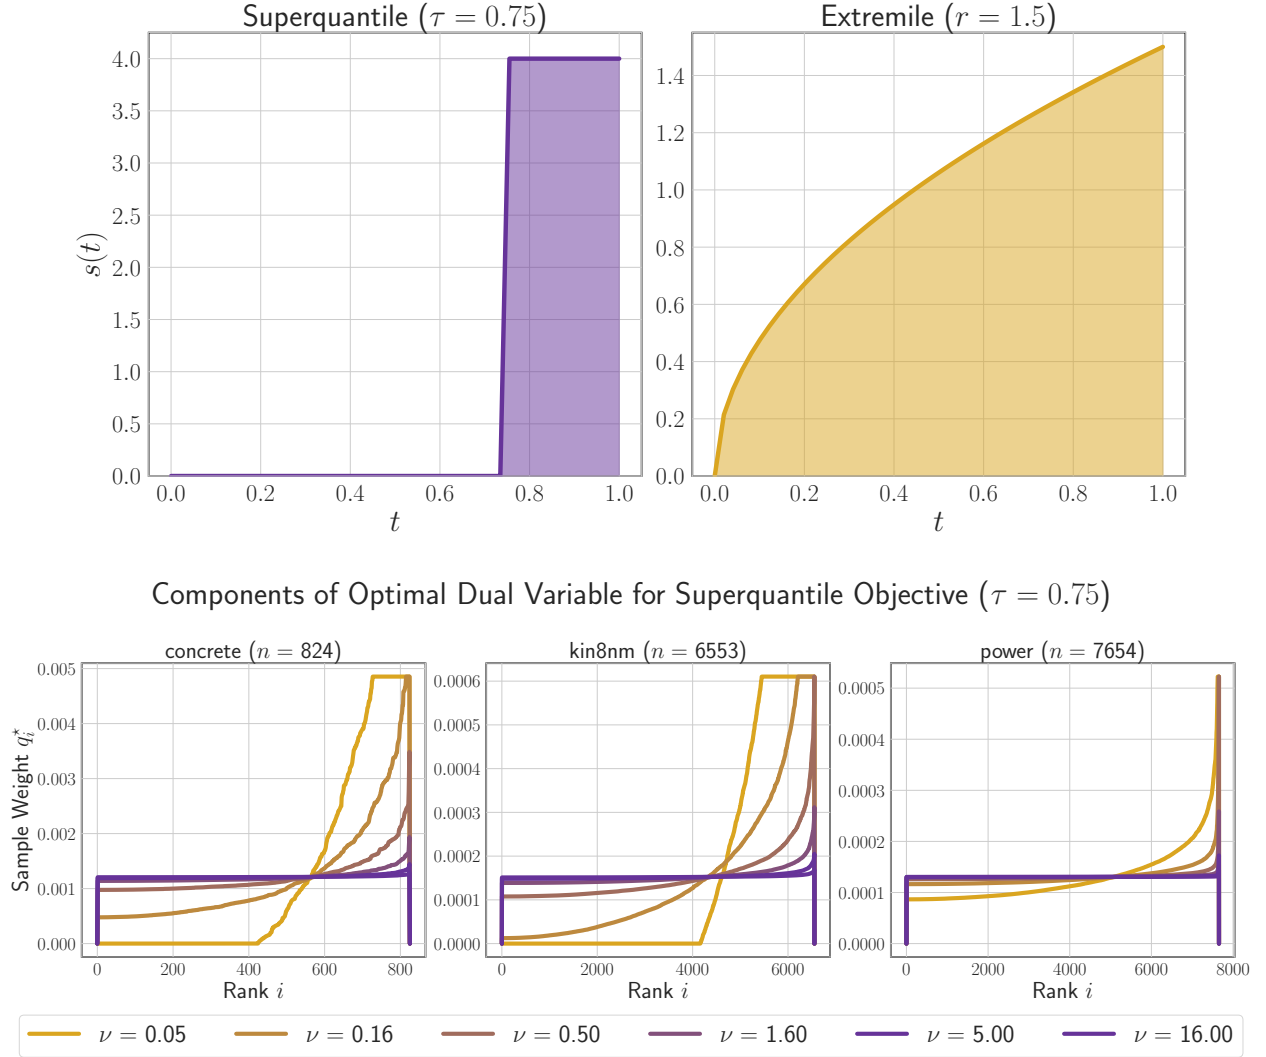 Superquantile (τ = 0.75)
Extremile (r = 1.5)
s(t)
4.0
3.5
3.0
2.5
2.0
1.5
1.0
0.5
0.0
0.0 0.2 0.4 0.6 0.8 1.0
t
1.4
1.2
1.0
0.8
0.6
0.4
0.2
0.0
0.0 0.2 0.4 0.6 0.8 1.0
t
Components of Optimal Dual Variable for Superquantile Objective (τ = 0.75)
concrete (n = 824)
Sample Weight q_i^⋆
0.005
0.004
0.003
0.002
0.001
0.000
0 200 400 600 800
Rank i
kin8nm (n = 6553)
0.0006
0.0005
0.0004
0.0003
0.0002
0.0001
0.0000
0 2000 4000 6000
Rank i
power (n = 7654)
0.0005
0.0004
0.0003
0.0002
0.0001
0.0000
0 2000 4000 6000 8000
Rank i
ν = 0.05 ν = 0.16 ν = 0.50 ν = 1.60 ν = 5.00 ν = 16.00